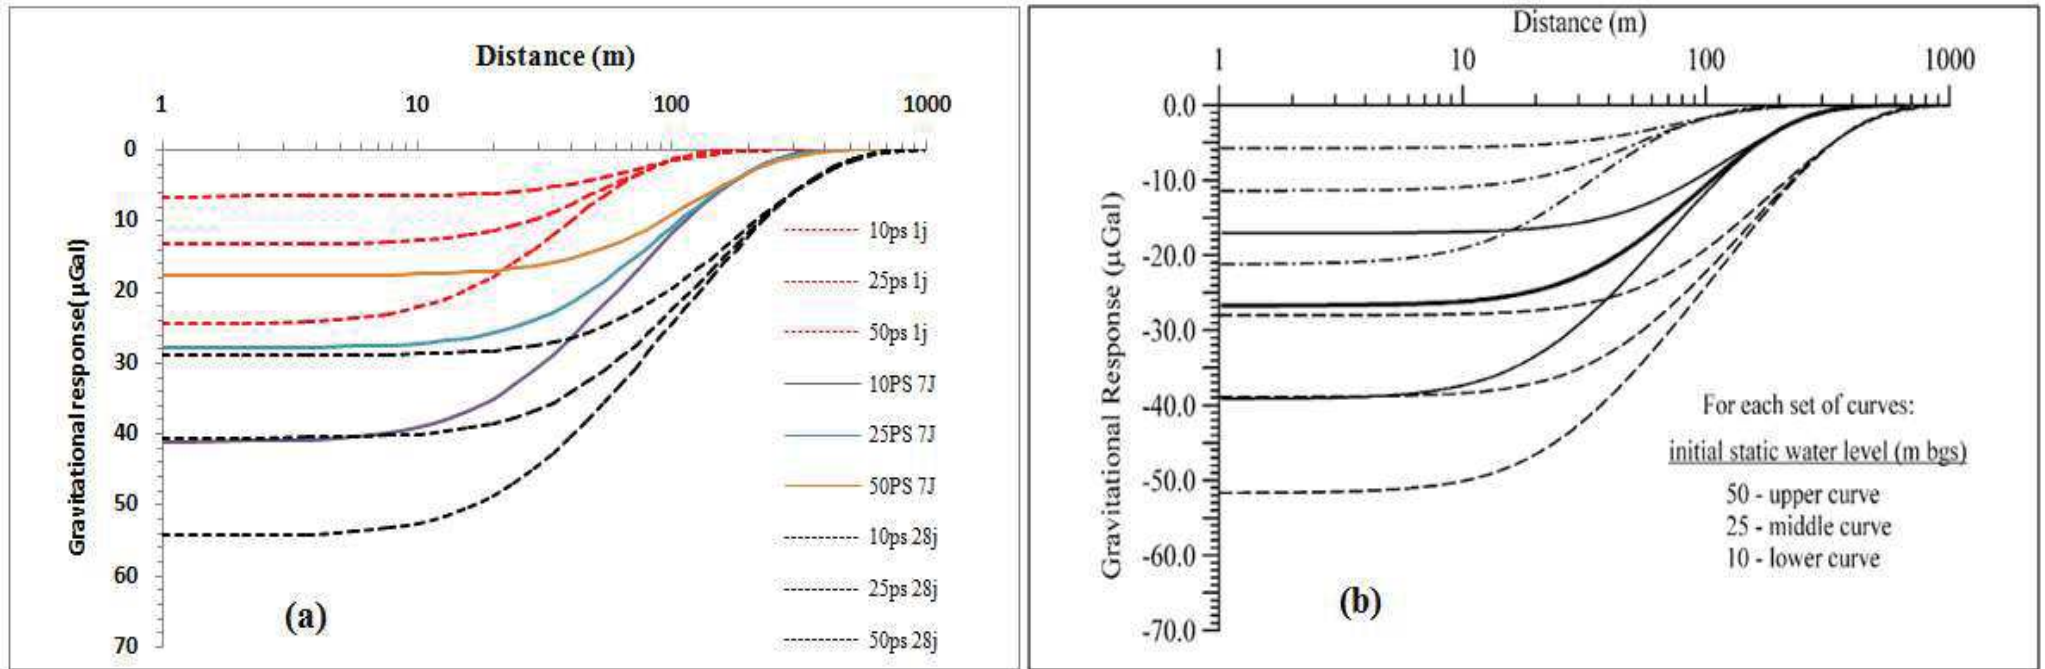 Distance (m)
1 10 100 1000
0
10
20
30
40
50
60
70
Gravitational response(µGal)
10ps 1j
25ps 1j
50ps 1j
10PS 7J
25PS 7J
50PS 7J
10ps 28j
25ps 28j
50ps 28j
(a)
Distance (m)
1 10 100 1000
0.0
-10.0
-20.0
-30.0
-40.0
-50.0
-60.0
-70.0
Gravitational Response (µGal)
For each set of curves:
initial static water level (m bgs)
50 - upper curve
25 - middle curve
10 - lower curve
(b)